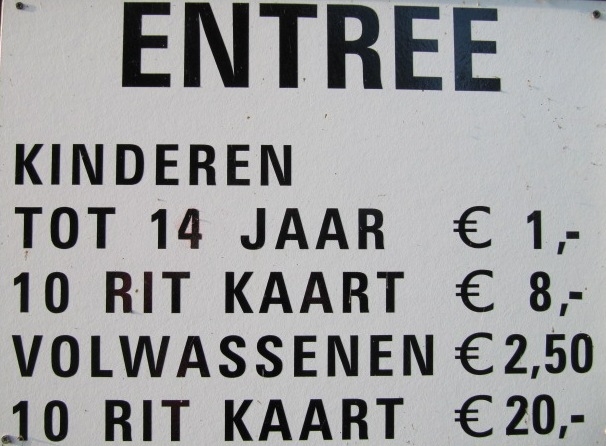 ENTREE
KINDEREN
TOT 14 JAAR € 1,-
10 RIT KAART € 8,-
VOLWASSENEN € 2,50
10 RIT KAART € 20,-